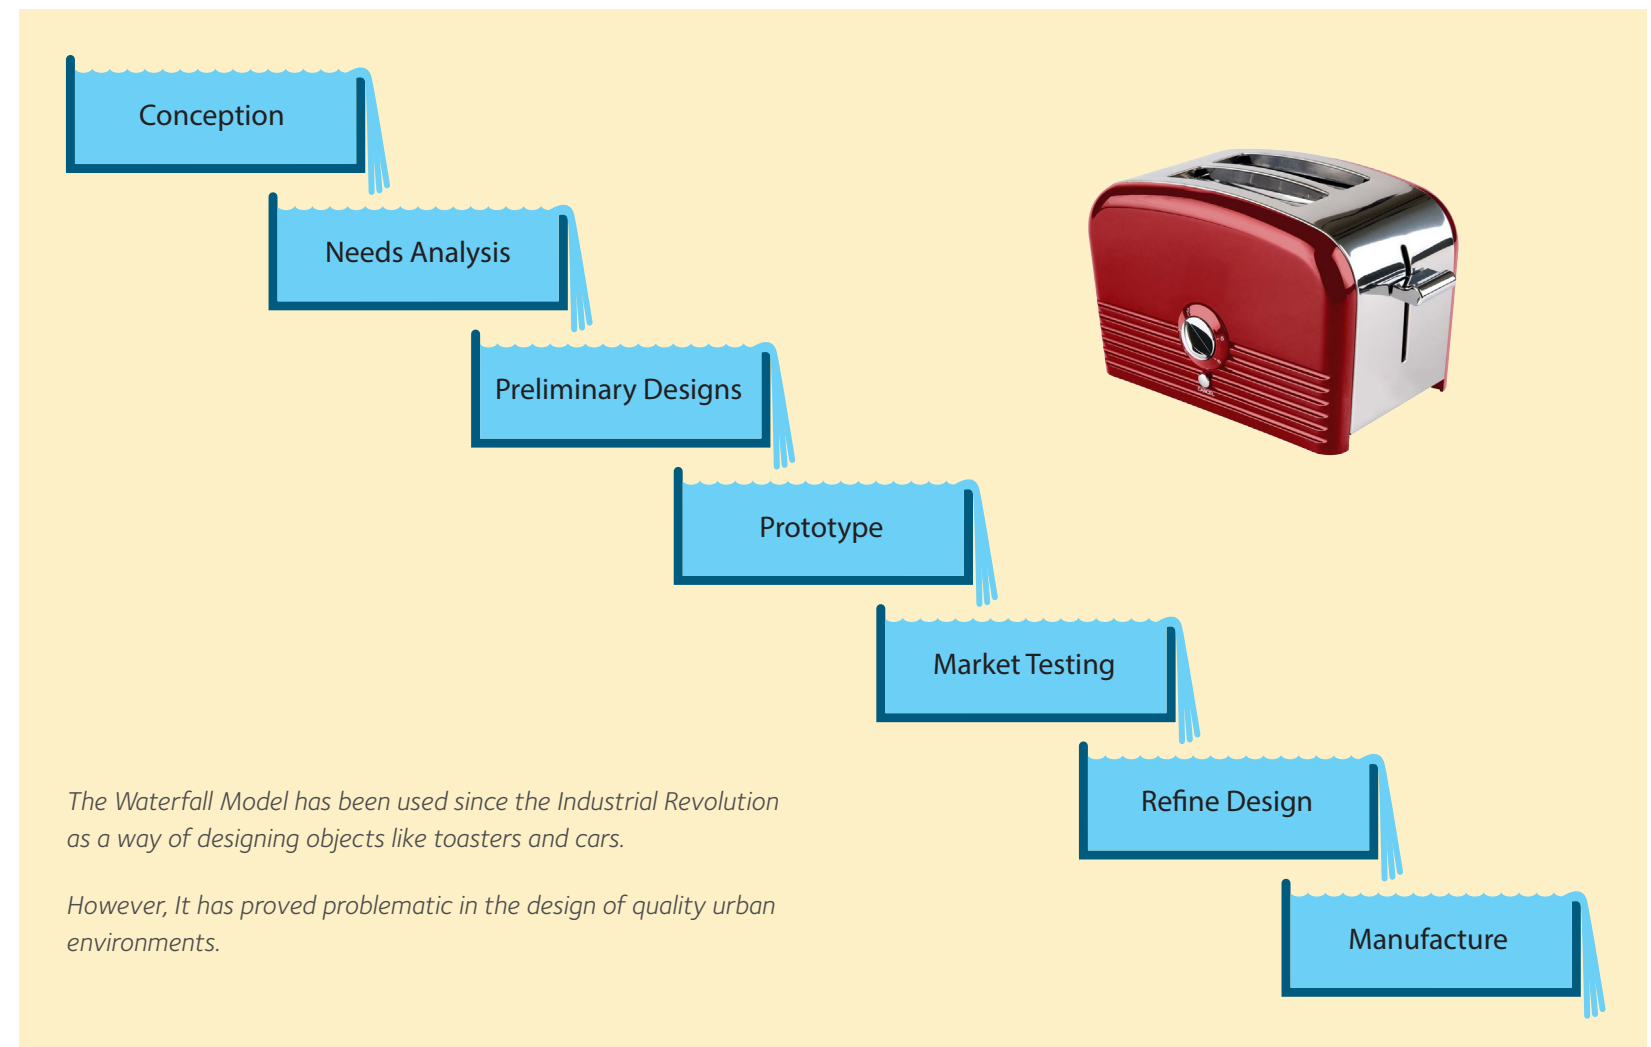 Conception
Needs Analysis
Preliminary Designs
Prototype
Market Testing
Refine Design
Manufacture
The Waterfall Model has been used since the Industrial Revolution
as a way of designing objects like toasters and cars.
However, It has proved problematic in the design of quality urban
environments.